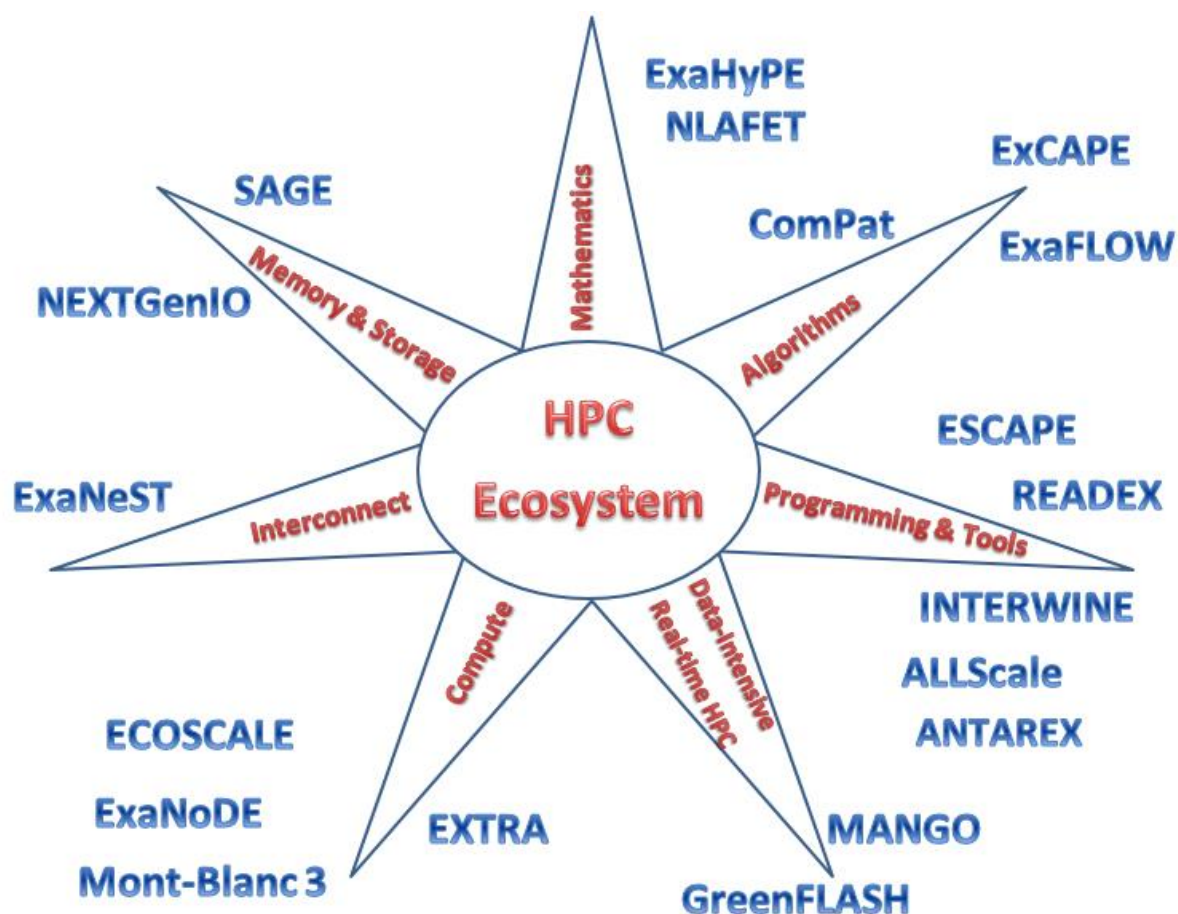 ExaHyPE
NLAFET
ExCAPE
SAGE
ComPat
ExaFLOW
Mathematics
NEXTGenIO
Memory & Storage
Algorithms
HPC
Ecosystem
ESCAPE
ExaNeST
Interconnect
Programming & Tools
READEX
INTERWINE
Compute
Data-intensive
Real-time HPC
ALLScale
ANTAREX
ECOSCALE
ExaNoDE
EXTRA
MANGO
Mont-Blanc 3
GreenFLASH